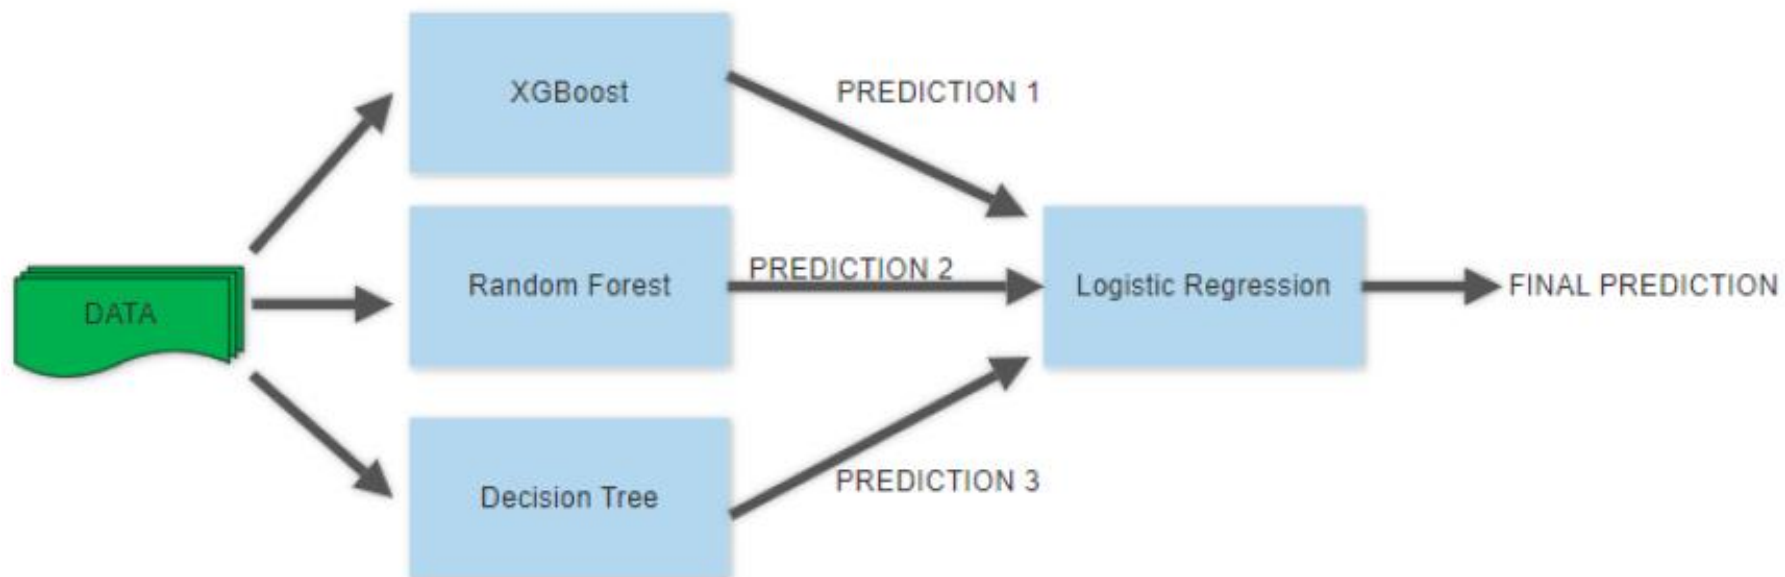 XGBoost
PREDICTION 1
DATA
Random Forest
PREDICTION 2
Logistic Regression
FINAL PREDICTION
Decision Tree
PREDICTION 3